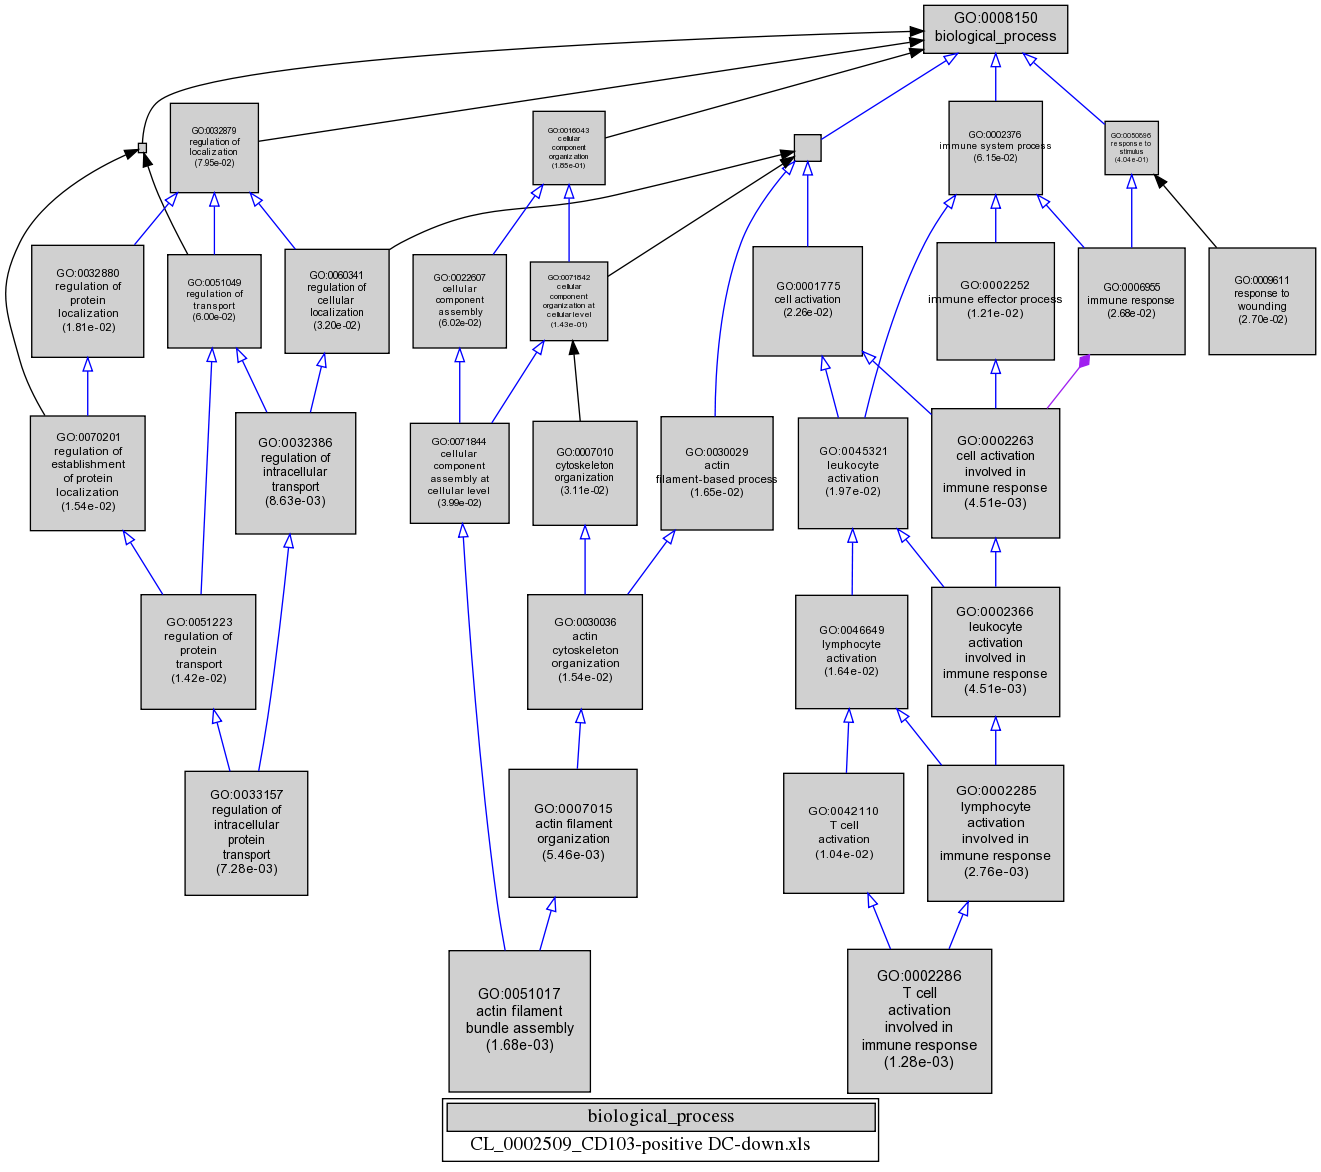 GO:0008150
biological_process
GO:0032879
regulation of
localization
(7.95e-02)
GO:0016043
cellular
component
organization
(1.85e-01)
GO:0002376
immune system process
(6.15e-02)
GO:0050896
response to
stimulus
(4.04e-01)
GO:0032880
regulation of
protein
localization
(1.81e-02)
GO:0051049
regulation of
transport
(6.00e-02)
GO:0060341
regulation of
cellular
localization
(3.20e-02)
GO:0022607
cellular
component
assembly
(6.02e-02)
GO:0071842
cellular
component
organization at
cellular level
(1.43e-01)
GO:0001775
cell activation
(2.26e-02)
GO:0002252
immune effector process
(1.21e-02)
GO:0006955
immune response
(2.68e-02)
GO:0009611
response to
wounding
(2.70e-02)
GO:0070201
regulation of
establishment
of protein
localization
(1.54e-02)
GO:0032386
regulation of
intracellular
transport
(8.63e-03)
GO:0071844
cellular
component
assembly at
cellular level
(3.99e-02)
GO:0007010
cytoskeleton
organization
(3.11e-02)
GO:0030029
actin
filament-based process
(1.65e-02)
GO:0045321
leukocyte
activation
(1.97e-02)
GO:0002263
cell activation
involved in
immune response
(4.51e-03)
GO:0051223
regulation of
protein
transport
(1.42e-02)
GO:0030036
actin
cytoskeleton
organization
(1.54e-02)
GO:0046649
lymphocyte
activation
(1.64e-02)
GO:0002366
leukocyte
activation
involved in
immune response
(4.51e-03)
GO:0033157
regulation of
intracellular
protein
transport
(7.28e-03)
GO:0007015
actin filament
organization
(5.46e-03)
GO:0042110
T cell
activation
(1.04e-02)
GO:0002285
lymphocyte
activation
involved in
immune response
(2.76e-03)
GO:0051017
actin filament
bundle assembly
(1.68e-03)
GO:0002286
T cell
activation
involved in
immune response
(1.28e-03)
biological_process
CL_0002509_CD103-positive DC-down.xls